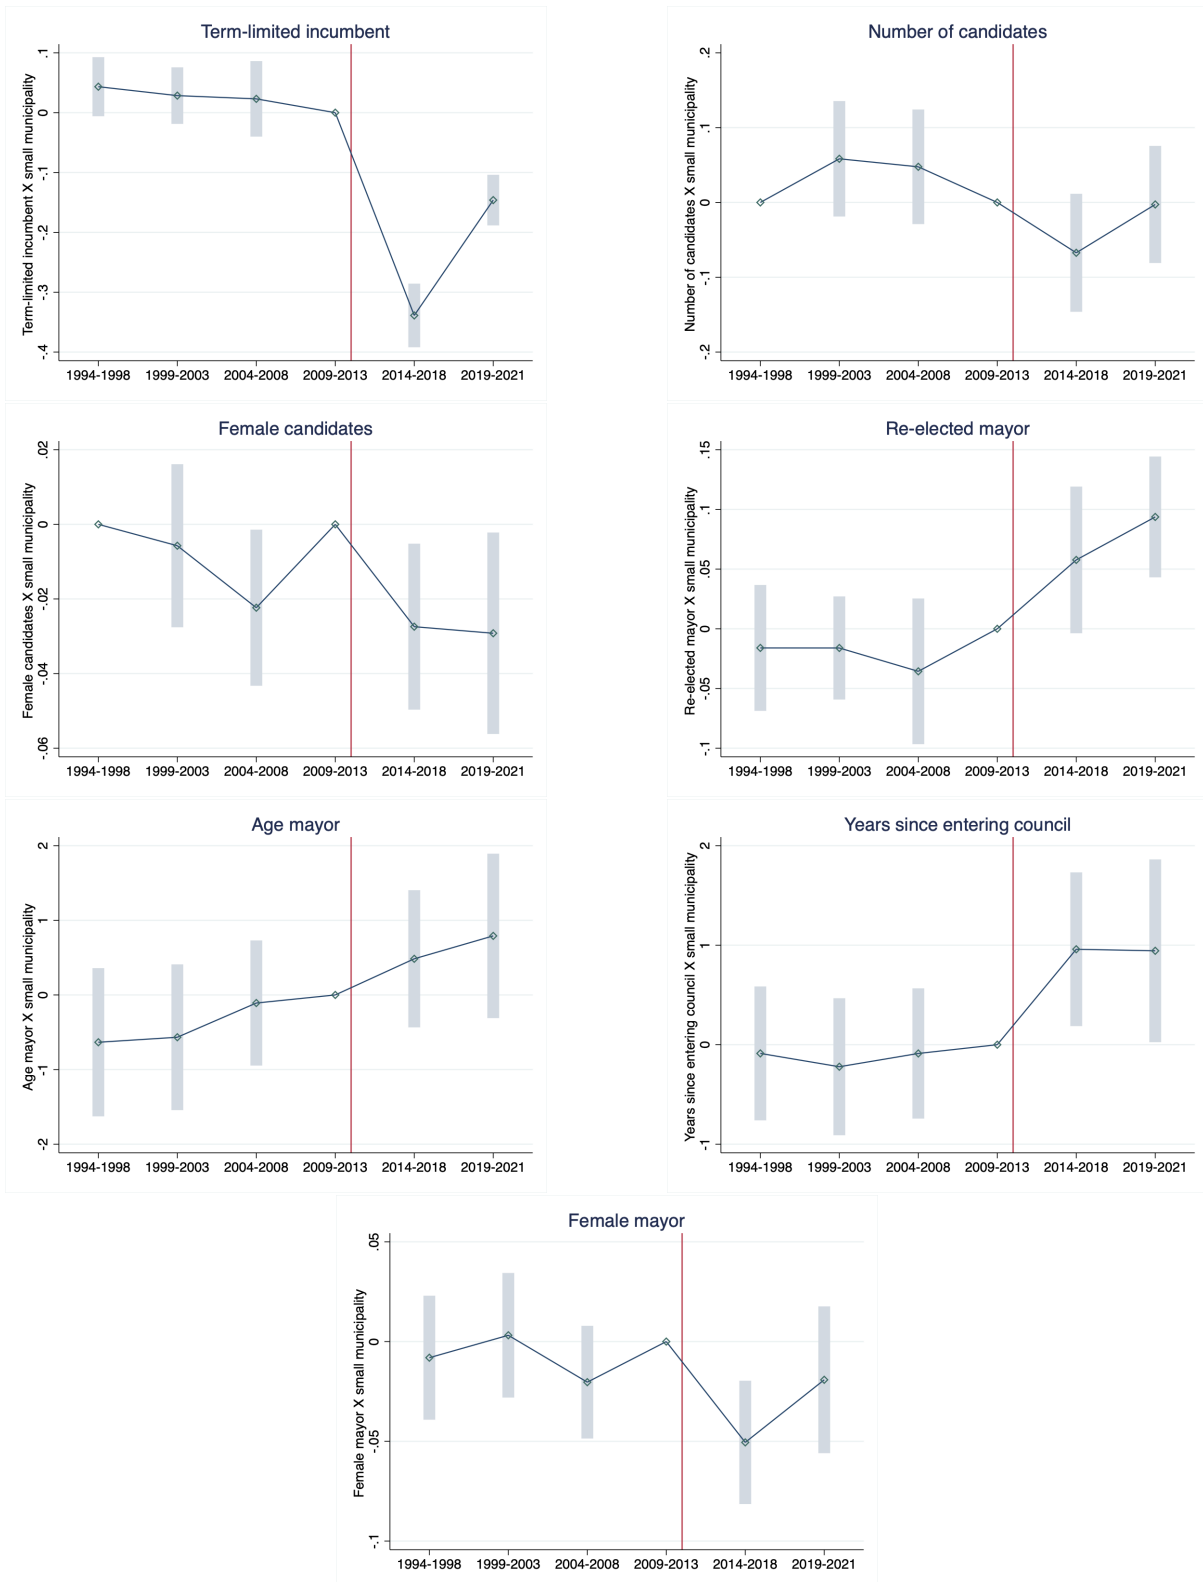 Term-limited incumbent
Term-limited incumbent X small municipality
.1
0
-.1
-.2
-.3
-.4
1994-1998 1999-2003 2004-2008 2009-2013 2014-2018 2019-2021
Number of candidates
Number of candidates X small municipality
.2
.1
0
-.1
-.2
1994-1998 1999-2003 2004-2008 2009-2013 2014-2018 2019-2021
Female candidates
Female candidates X small municipality
.02
0
-.02
-.04
-.06
1994-1998 1999-2003 2004-2008 2009-2013 2014-2018 2019-2021
Re-elected mayor
Re-elected mayor X small municipality
.15
.1
.05
0
-.05
-.1
1994-1998 1999-2003 2004-2008 2009-2013 2014-2018 2019-2021
Age mayor
Age mayor X small municipality
2
1
0
-1
-2
1994-1998 1999-2003 2004-2008 2009-2013 2014-2018 2019-2021
Years since entering council
Years since entering council X small municipality
2
1
0
-1
1994-1998 1999-2003 2004-2008 2009-2013 2014-2018 2019-2021
Female mayor
Female mayor X small municipality
.05
0
-.05
-.1
1994-1998 1999-2003 2004-2008 2009-2013 2014-2018 2019-2021